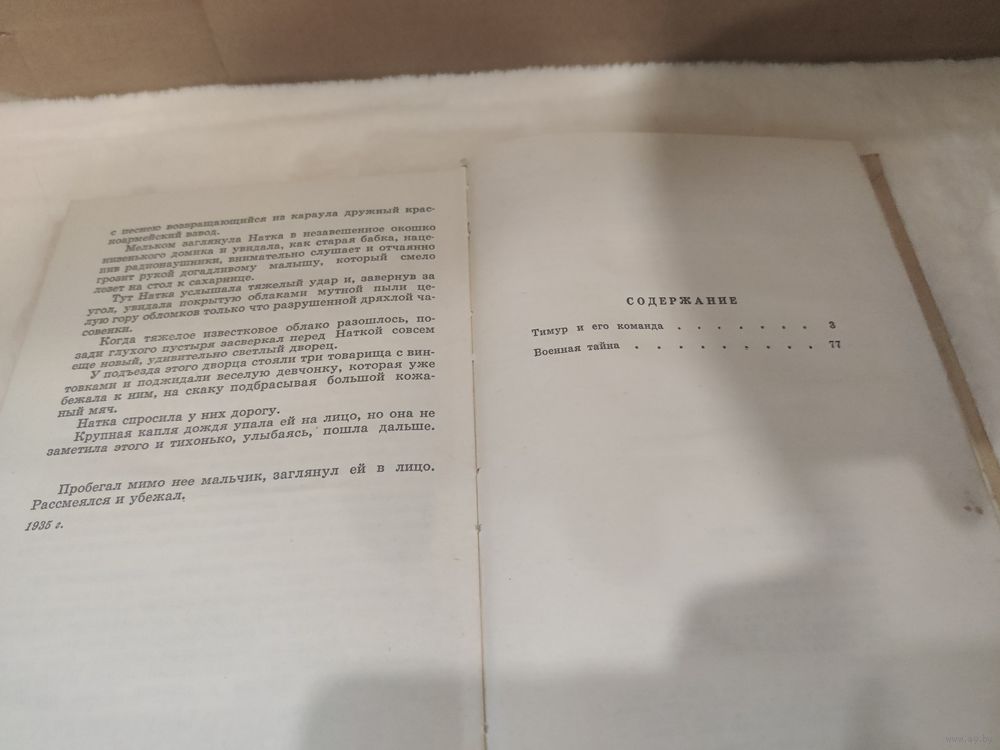 с песнею возвращающийся из караула дружный крас-
ноармейский взвод.
Мельком заглянула Натка в незавешенное окошко
низенького домика и увидала, как старая бабка, наце-
пив радионаушники, внимательно слушает и отчаянно
грозит рукой догадливому малышу, который смело
лезет на стол к сахарнице.
Тут Натка услышала тяжелый удар и, завернув за
угол, увидала покрытую облаками мутной пыли це-
лую гору обломков только что разрушенной дряхлой ча-
совенки.
Когда тяжелое известковое облако разошлось, по-
зади глухого пустыря засверкал перед Наткой совсем
еще новый, удивительно светлый дворец.
У подъезда этого дворца стояли три товарища с вин-
товками и поджидали веселую девчонку, которая уже
бежала к ним, на скаку подбрасывая большой кожа-
ный мяч.
Натка спросила у них дорогу.
Крупная капля дождя упала ей на лицо, но она не
заметила этого и тихонько, улыбаясь, пошла дальше.
Пробегал мимо нее мальчик, заглянул ей в лицо.
Рассмеялся и убежал.
1935 г.
СОДЕРЖАНИЕ
Тимур и его команда . . . . . . . 3
Военная тайна . . . . . . . . . 77
www.ay.by